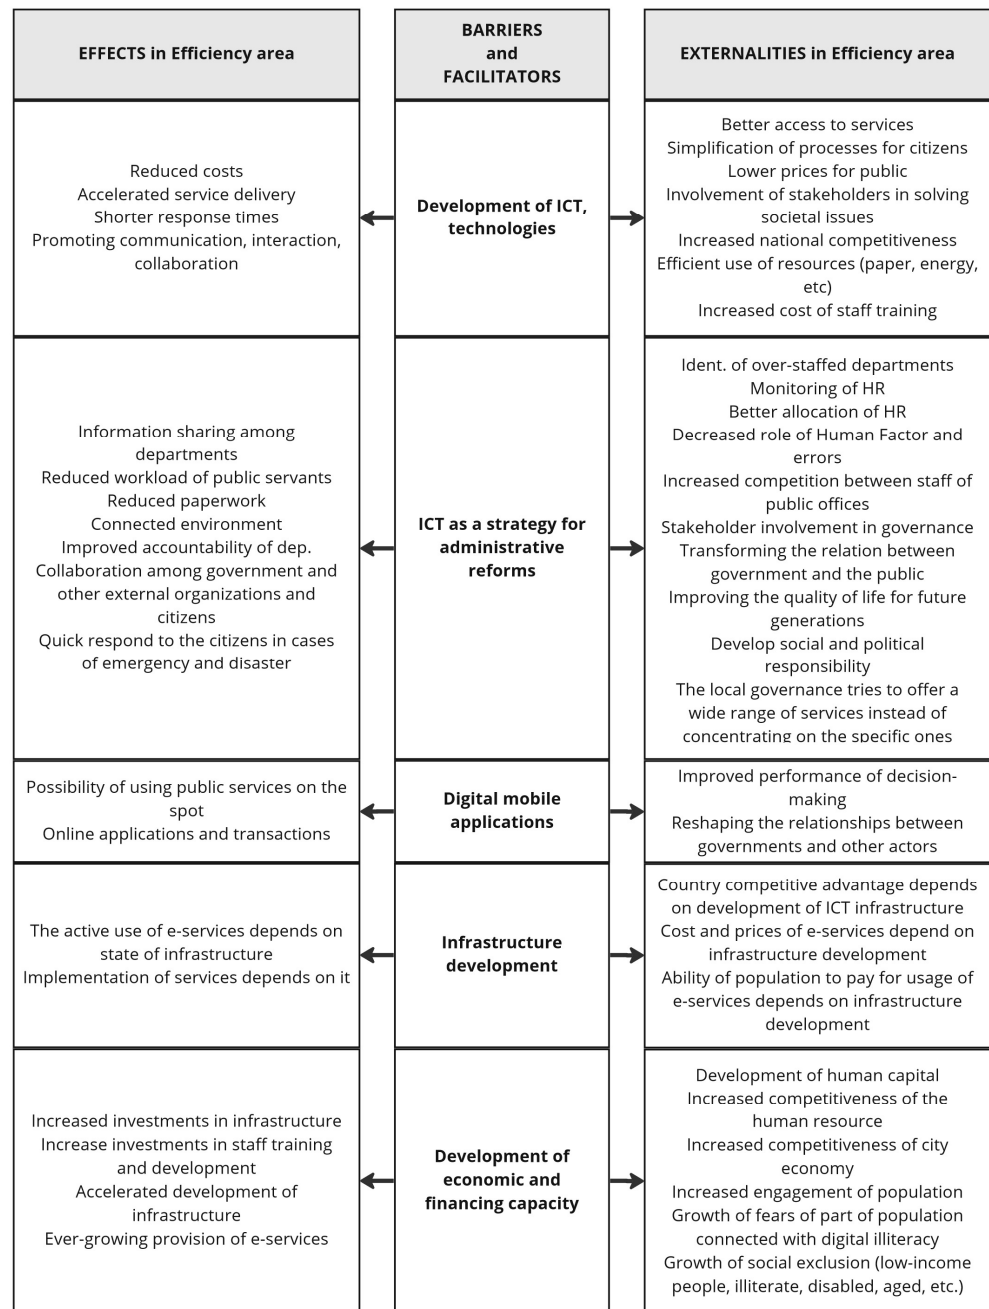 EFFECTS in Efficiency area
BARRIERS
and
FACILITATORS
EXTERNALITIES in Efficiency area
Reduced costs
Accelerated service delivery
Shorter response times
Promoting communication, interaction,
collaboration
Development of ICT,
technologies
Better access to services
Simplification of processes for citizens
Lower prices for public
Involvement of stakeholders in solving
societal issues
Increased national competitiveness
Efficient use of resources (paper, energy,
etc)
Increased cost of staff training
Information sharing among
departments
Reduced workload of public servants
Reduced paperwork
Connected environment
Improved accountability of dep.
Collaboration among government and
other external organizations and
citizens
Quick respond to the citizens in cases
of emergency and disaster
ICT as a strategy for
administrative
reforms
Ident. of over-staffed departments
Monitoring of HR
Better allocation of HR
Decreased role of Human Factor and
errors
Increased competition between staff of
public offices
Stakeholder involvement in governance
Transforming the relation between
government and the public
Improving the quality of life for future
generations
Develop social and political
responsibility
The local governance tries to offer a
wide range of services instead of
concentrating on the specific ones
Possibility of using public services on the
spot
Online applications and transactions
Digital mobile
applications
Improved performance of decision-
making
Reshaping the relationships between
governments and other actors
The active use of e-services depends on
state of infrastructure
Implementation of services depends on it
Infrastructure
development
Country competitive advantage depends
on development of ICT infrastructure
Cost and prices of e-services depend on
infrastructure development
Ability of population to pay for usage of
e-services depends on infrastructure
development
Increased investments in infrastructure
Increase investments in staff training
and development
Accelerated development of
infrastructure
Ever-growing provision of e-services
Development of
economic and
financing capacity
Development of human capital
Increased competitiveness of the
human resource
Increased competitiveness of city
economy
Increased engagement of population
Growth of fears of part of population
connected with digital illiteracy
Growth of social exclusion (low-income
people, illiterate, disabled, aged, etc.)